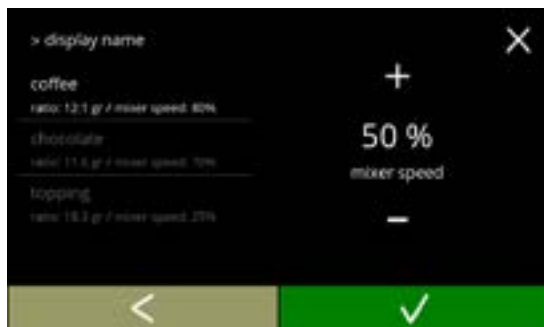 > display name
coffee
ratio: 12,1 gr / mixer speed: 80%
chocolate
ratio: 11,6 gr / mixer speed: 70%
topping
ratio: 18,3 gr / mixer speed: 25%
+
50 %
mixer speed
-